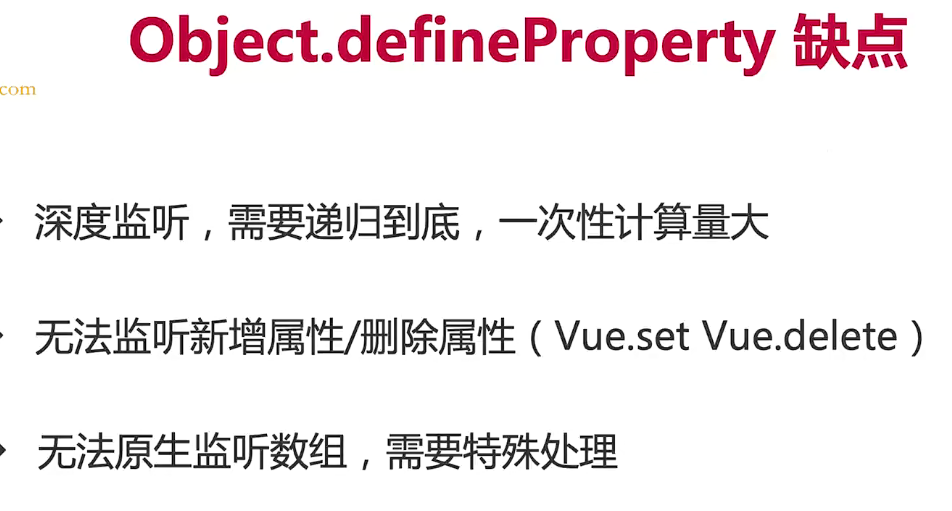 Object.defineProperty 缺点
com
深度监听，需要递归到底，一次性计算量大
无法监听新增属性/删除属性（Vue.set Vue.delete）
无法原生监听数组，需要特殊处理